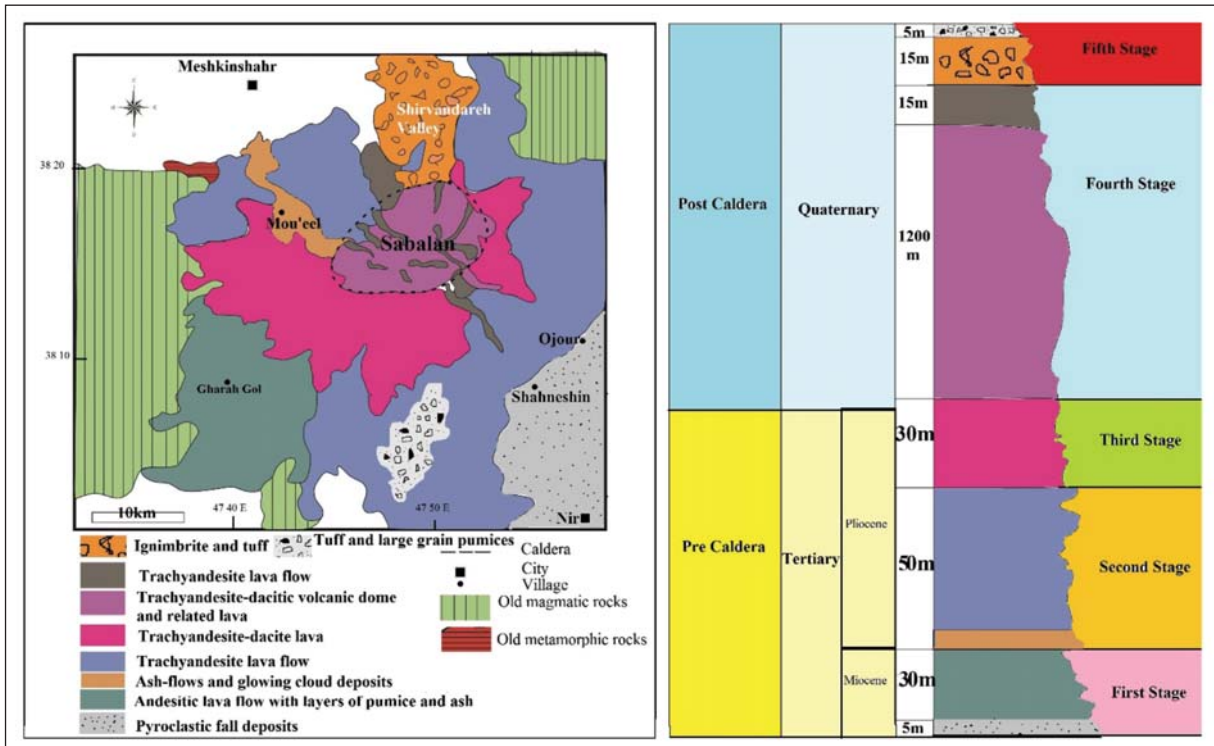 Meshkinshahr
Shirvandareh
Valley
38 20
Mou'eel
Sabalan
Ojour
38 10
Gharah Gol
Shahneshin
10km
47 40 E
47 50 E
Nir
Ignimbrite and tuff
Tuff and large grain pumices
Trachyandesite lava flow
Trachyandesite-dacitic volcanic dome
and related lava
Trachyandesite-dacite lava
Trachyandesite lava flow
Ash-flows and glowing cloud deposits
Andesitic lava flow with layers of pumice and ash
Pyroclastic fall deposits
Caldera
City
Village
Old magmatic rocks
Old metamorphic rocks
Post Caldera
Pre Caldera
Quaternary
Tertiary
Pliocene
Miocene
5m
15m
15m
1200
m
30m
50m
30m
5m
Fifth Stage
Fourth Stage
Third Stage
Second Stage
First Stage